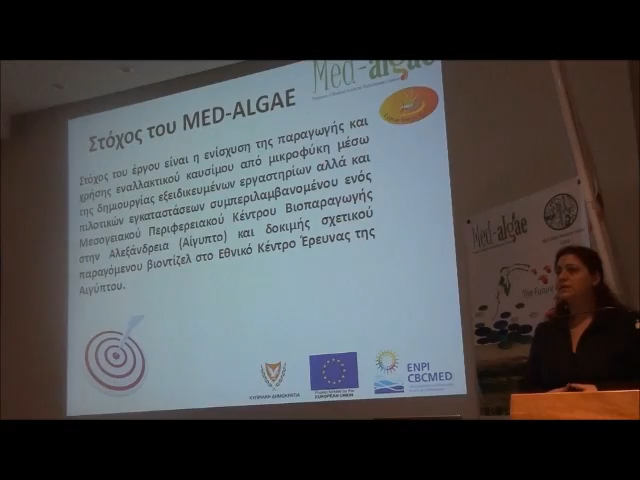 Med-algae
Στόχος του MED-ALGAE
Στόχος του έργου είναι η ενίσχυση της παραγωγής και
χρήσης εναλλακτικού καυσίμου από μικροφύκη μέσω
της δημιουργίας εξειδικευμένων εργαστηρίων αλλά και
πιλοτικών εγκαταστάσεων συμπεριλαμβανομένου ενός
Μεσογειακού Περιφερειακού Κέντρου Βιοπαραγωγής
στην Αλεξάνδρεια (Αίγυπτο) και δοκιμής σχετικού
παραγόμενου βιοντίζελ στο Εθνικό Κέντρο Έρευνας της
Αιγύπτου.
ΚΥΠΡΙΑΚΗ ΔΗΜΟΚΡΑΤΙΑ
EUROPEAN UNION
ENPI
CBCMED
Med-algae
The Future